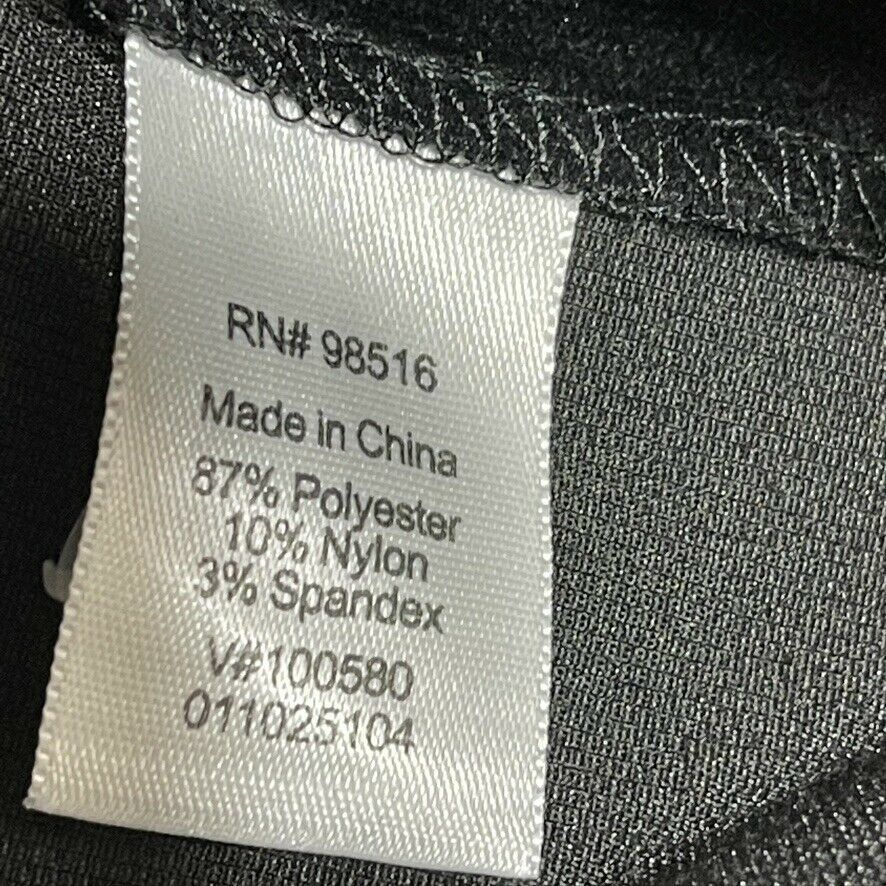 RN# 98516
Made in China
87% Polyester
10% Nylon
3% Spandex
V#100580
011025104